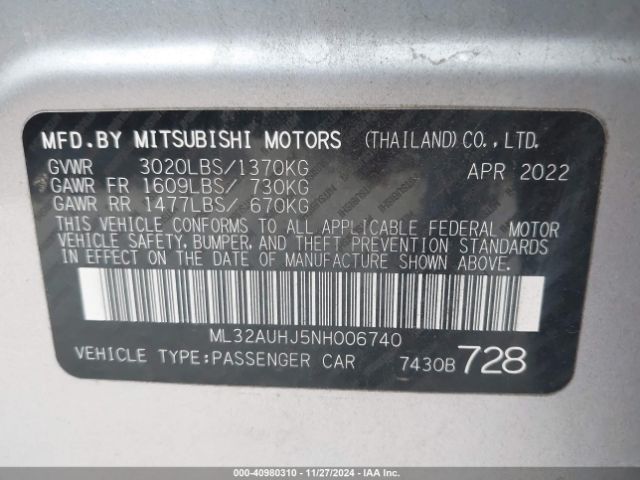 MFD.BY MITSUBISHI MOTORS (THAILAND) CO., LTD.
GVWR 3020LBS/1370KG APR 2022
GAWR FR 1609LBS/ 730KG
GAWR RR 1477LBS/ 670KG
THIS VEHICLE CONFORMS TO ALL APPLICABLE FEDERAL MOTOR
VEHICLE SAFETY, BUMPER, AND THEFT PREVENTION STANDARDS
IN EFFECT ON THE DATE OF MANUFACTURE SHOWN ABOVE.
ML32AUHJ5NH006740
VEHICLE TYPE:PASSENGER CAR 7430B 728
000-40980310 - 11/27/2024 - IAA Inc.